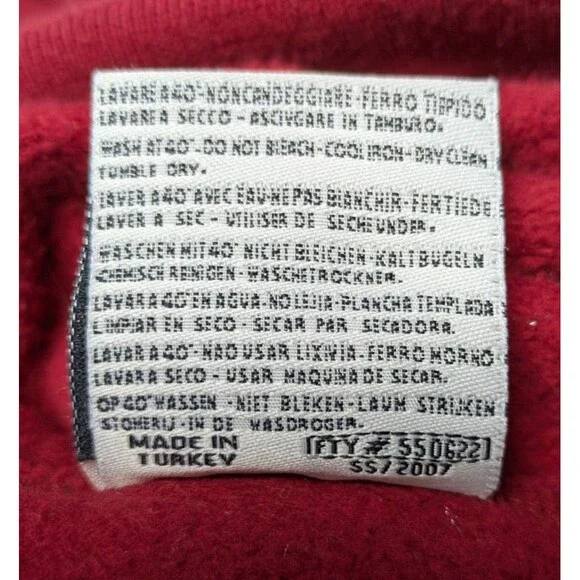 LAVARE A 40°-NON CANDEGGIARE-FERRO TIEPIDO
LAVARE A SECCO - ASCIUGARE IN TAMBURO.
WASH AT 40°- DO NOT BLEACH-COOL IRON-DRY CLEAN
TUMBLE DRY.
LAVER A 40° AVEC EAU-NE PAS BLANCHIR-FER TIEDE
LAVER A SEC - UTILISER DE SECHEUNDER.
WASCHEN MIT 40° NICHT BLEICHEN-KALT BUGELN
CHEMISCH REINIGEN-WASCHETROCKNER.
LAVAR A 40° EN AGUA-NO LEJIA-PLANCHA TEMPLADA
LIMPIAR EN SECO - SECAR PAR SECADORA.
LAVAR A 40°-NAO USAR LIXIVIA-FERRO MORNO
LAVAR A SECO - USAR MAQUINA DE SECAR.
OP 40° WASSEN - NIET BLEKEN-LAUW STRIJKEN
STOMERIJ - IN DE WASDROGER.
MADE IN
TURKEY
FTY # 550622
SS/2007